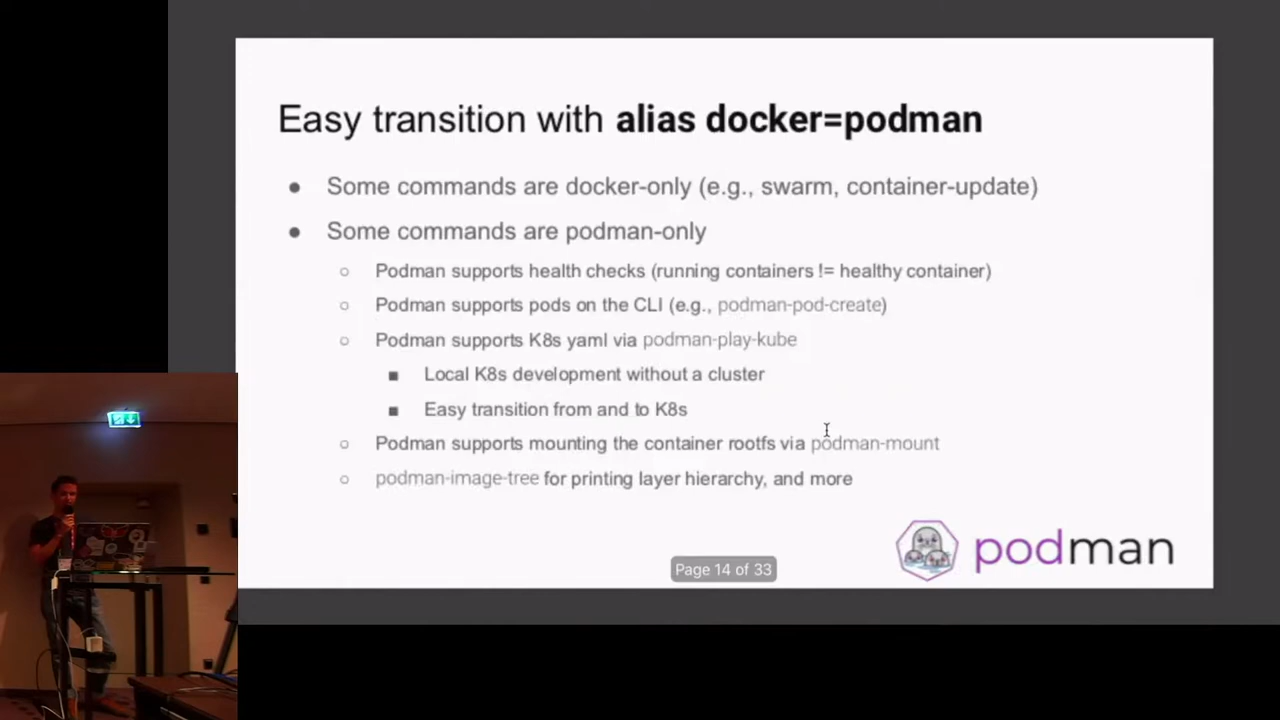 Easy transition with alias docker=podman
● Some commands are docker-only (e.g., swarm, container-update)
● Some commands are podman-only
○ Podman supports health checks (running containers != healthy container)
○ Podman supports pods on the CLI (e.g., podman-pod-create)
○ Podman supports K8s yaml via podman-play-kube
■ Local K8s development without a cluster
■ Easy transition from and to K8s
○ Podman supports mounting the container rootfs via podman-mount
○ podman-image-tree for printing layer hierarchy, and more
podman
Page 14 of 33